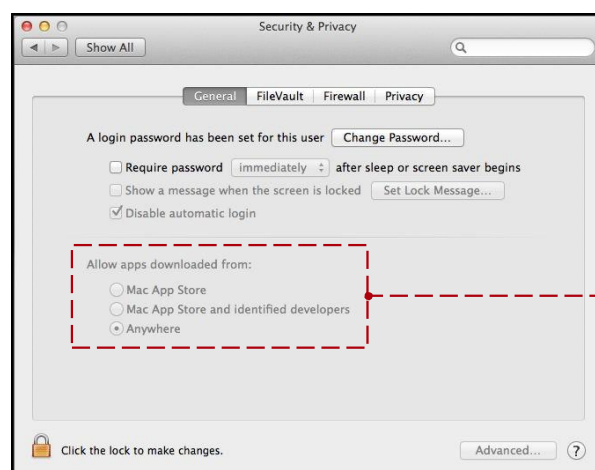 Security & Privacy
Show All
General FileVault Firewall Privacy
A login password has been set for this user Change Password...
Require password immediately after sleep or screen saver begins
Show a message when the screen is locked Set Lock Message...
Disable automatic login
Allow apps downloaded from:
Mac App Store
Mac App Store and identified developers
Anywhere
Click the lock to make changes.
Advanced... ?